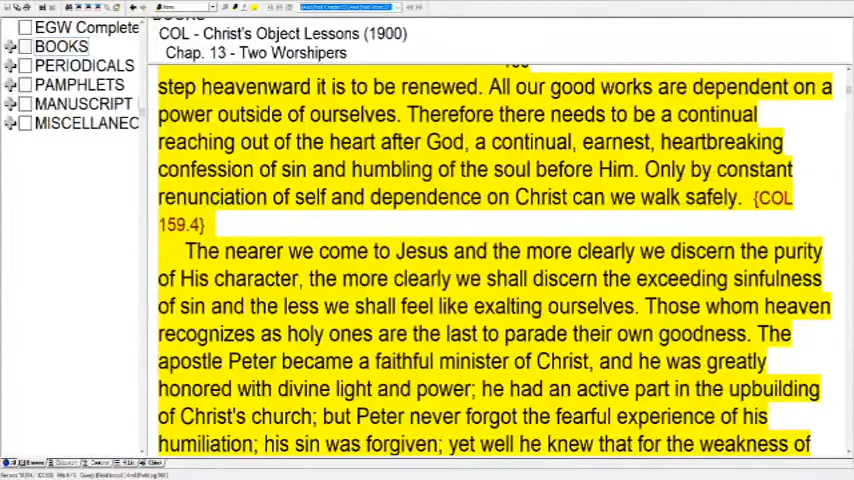 EGW Complete
BOOKS
PERIODICALS
PAMPHLETS
MANUSCRIPT
MISCELLANEC
COL - Christ's Object Lessons (1900)
Chap. 13 - Two Worshipers
step heavenward it is to be renewed. All our good works are dependent on a
power outside of ourselves. Therefore there needs to be a continual
reaching out of the heart after God, a continual, earnest, heartbreaking
confession of sin and humbling of the soul before Him. Only by constant
renunciation of self and dependence on Christ can we walk safely. {COL
159.4}
The nearer we come to Jesus and the more clearly we discern the purity
of His character, the more clearly we shall discern the exceeding sinfulness
of sin and the less we shall feel like exalting ourselves. Those whom heaven
recognizes as holy ones are the last to parade their own goodness. The
apostle Peter became a faithful minister of Christ, and he was greatly
honored with divine light and power; he had an active part in the upbuilding
of Christ's church; but Peter never forgot the fearful experience of his
humiliation; his sin was forgiven; yet well he knew that for the weakness of